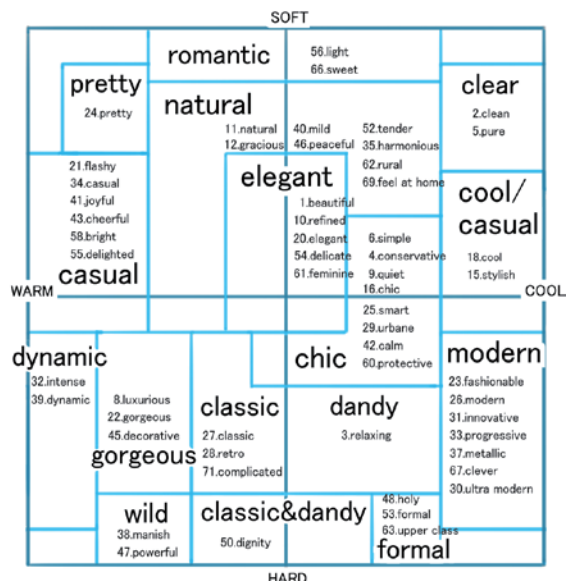 SOFT
romantic
56.light
66.sweet
pretty
24.pretty
clear
2.clean
5.pure
natural
11.natural
12.gracious
40.mild
46.peaceful
52.tender
35.harmonious
62.rural
69.feel at home
21.flashy
34.casual
41.joyful
43.cheerful
58.bright
55.delighted
casual
elegant
1.beautiful
10.refined
20.elegant
54.delicate
61.feminine
cool/
casual
18.cool
15.stylish
6.simple
4.conservative
9.quiet
16.chic
WARM
COOL
25.smart
29.urbane
42.calm
60.protective
chic
dynamic
32.intense
39.dynamic
modern
23.fashionable
26.modern
31.innovative
33.progressive
37.metallic
67.clever
30.ultra modern
8.luxurious
22.gorgeous
45.decorative
gorgeous
classic
27.classic
28.retro
71.complicated
dandy
3.relaxing
wild
38.manish
47.powerful
classic&dandy
50.dignity
48.holy
53.formal
63.upper class
formal
HARD